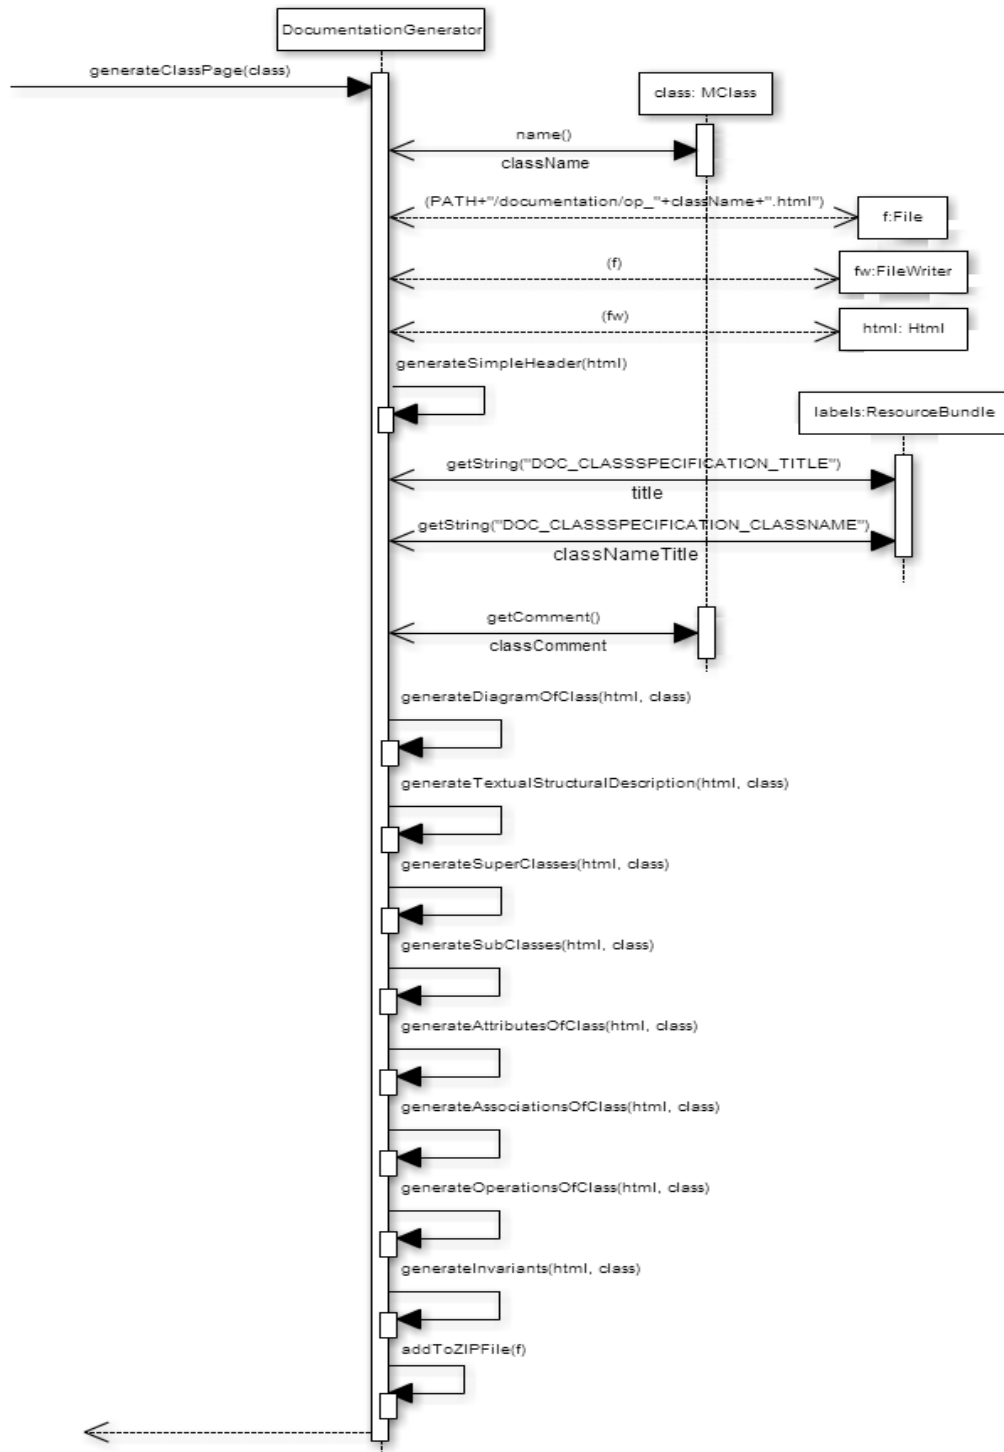 DocumentationGenerator
generateClassPage(class)
class: MClass
name()
className
(PATH+"/documentation/op_"+className+".html")
f:File
(f)
fw:FileWriter
(fw)
html: Html
generateSimpleHeader(html)
labels:ResourceBundle
getString("DOC_CLASSSPECIFICATION_TITLE")
title
getString("DOC_CLASSSPECIFICATION_CLASSNAME")
classNameTitle
getComment()
classComment
generateDiagramOfClass(html, class)
generateTextualStructuralDescription(html, class)
generateSuperClasses(html, class)
generateSubClasses(html, class)
generateAttributesOfClass(html, class)
generateAssociationsOfClass(html, class)
generateOperationsOfClass(html, class)
generateInvariants(html, class)
addToZIPFile(f)